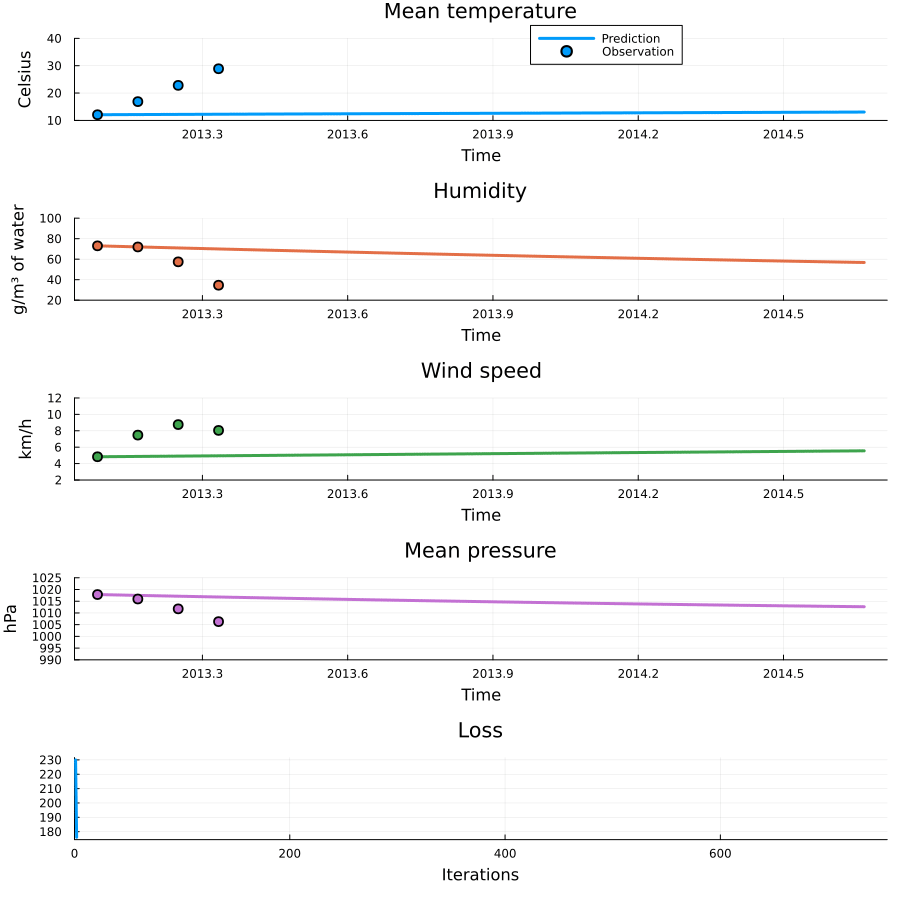 Mean temperature
Prediction
Observation
Celsius
40
30
20
10
2013.3 2013.6 2013.9 2014.2 2014.5
Time
Humidity
g/m³ of water
100
80
60
40
20
2013.3 2013.6 2013.9 2014.2 2014.5
Time
Wind speed
km/h
12
10
8
6
4
2
2013.3 2013.6 2013.9 2014.2 2014.5
Time
Mean pressure
hPa
1025
1020
1015
1010
1005
1000
995
990
2013.3 2013.6 2013.9 2014.2 2014.5
Time
Loss
230
220
210
200
190
180
0 200 400 600
Iterations